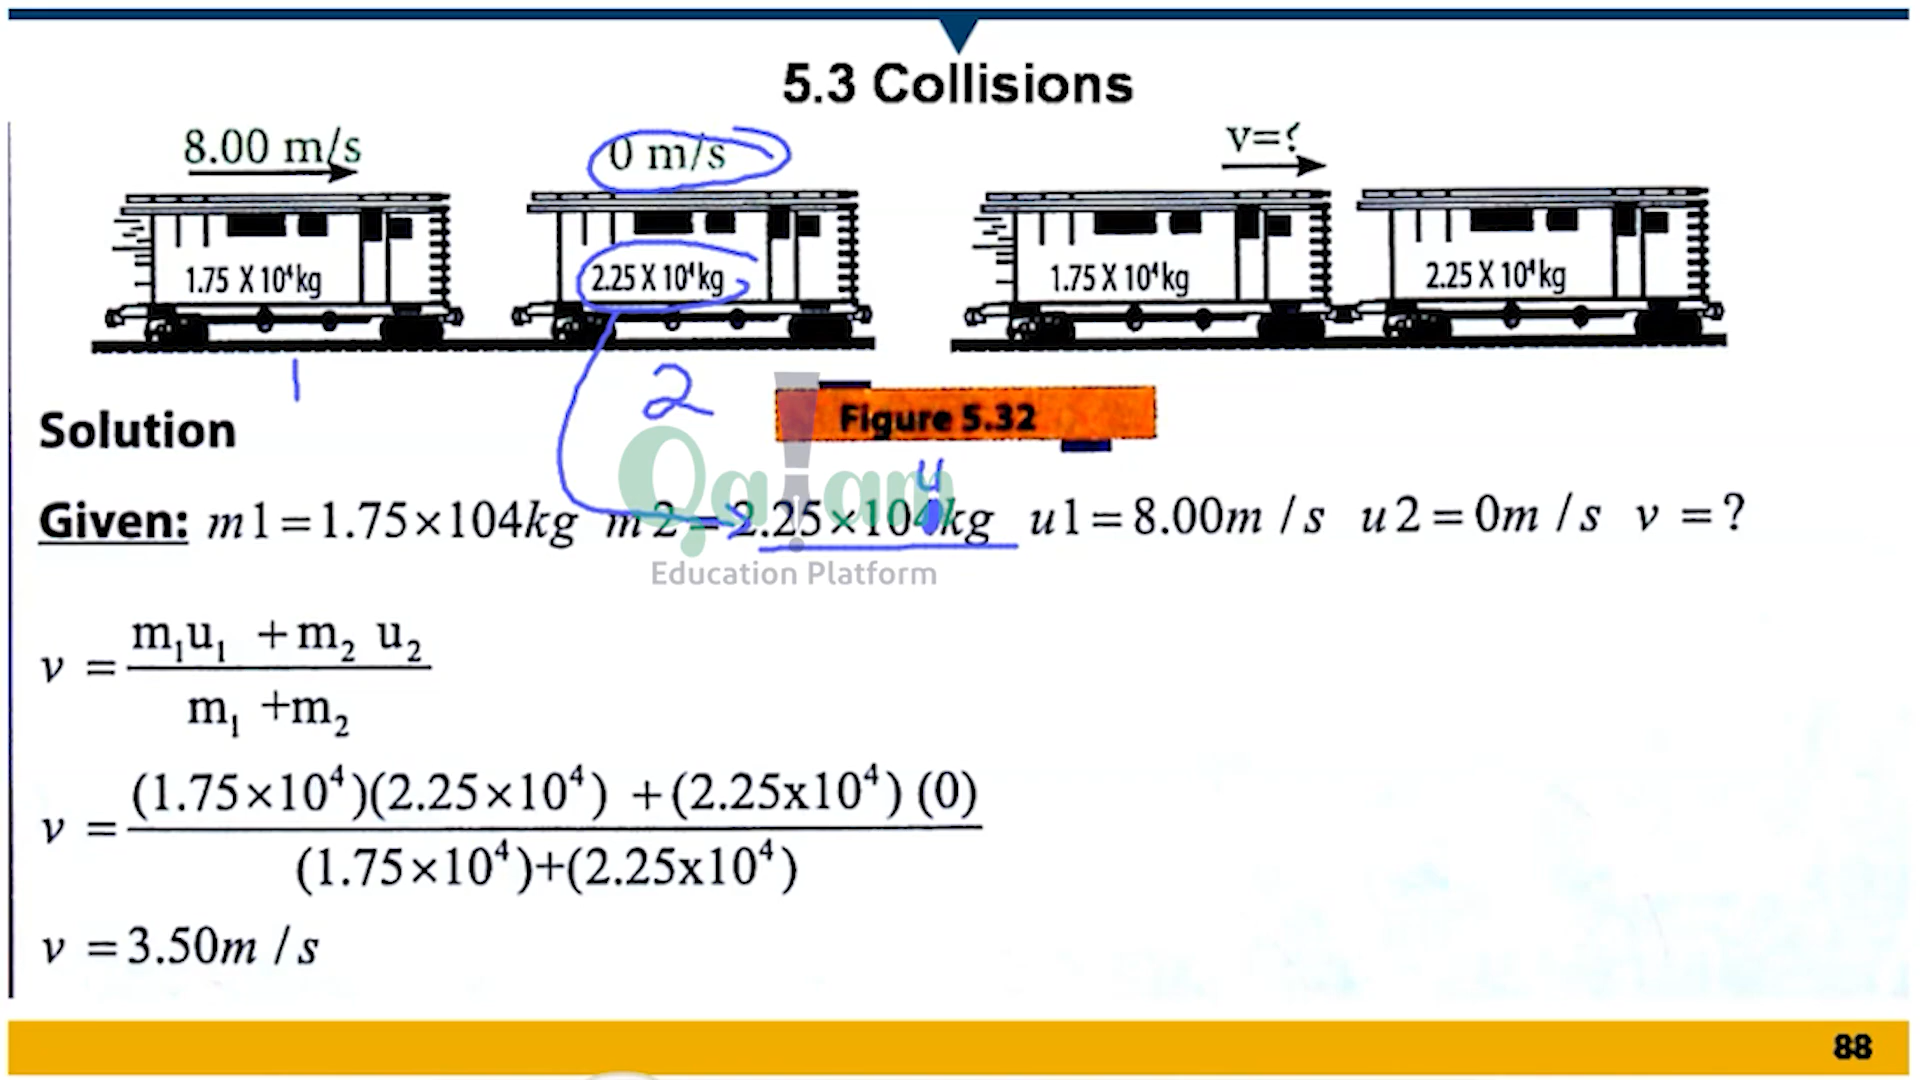 5.3 Collisions
8.00 m/s
0 m/s
v=?
1.75 X 10⁴kg
2.25 X 10⁴kg
1.75 X 10⁴kg
2.25 X 10⁴kg
1
2
Figure 5.32
Solution
Qalam
4
Given: m1=1.75×104kg m2=2.25×104kg u1=8.00m/s u2=0m/s v=?
Education Platform
v = (m₁u₁ + m₂ u₂) / (m₁ + m₂)
v = ((1.75×10⁴)(2.25×10⁴) + (2.25x10⁴) (0)) / ((1.75×10⁴)+(2.25x10⁴))
v = 3.50m/s
88